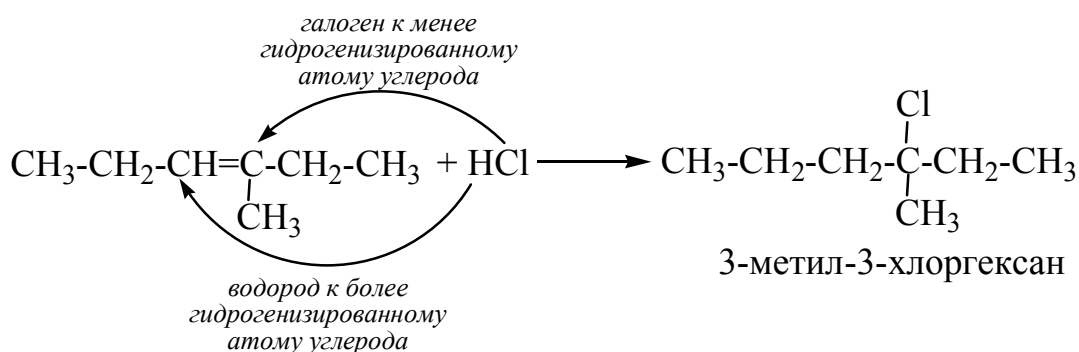 галоген к менее
гидрогенизированному
атому углерода
Cl
CH₃-CH₂-CH=C-CH₂-CH₃ + HCl
CH₃-CH₂-CH₂-C-CH₂-CH₃
CH₃
CH₃
3-метил-3-хлоргексан
водород к более
гидрогенизированному
атому углерода